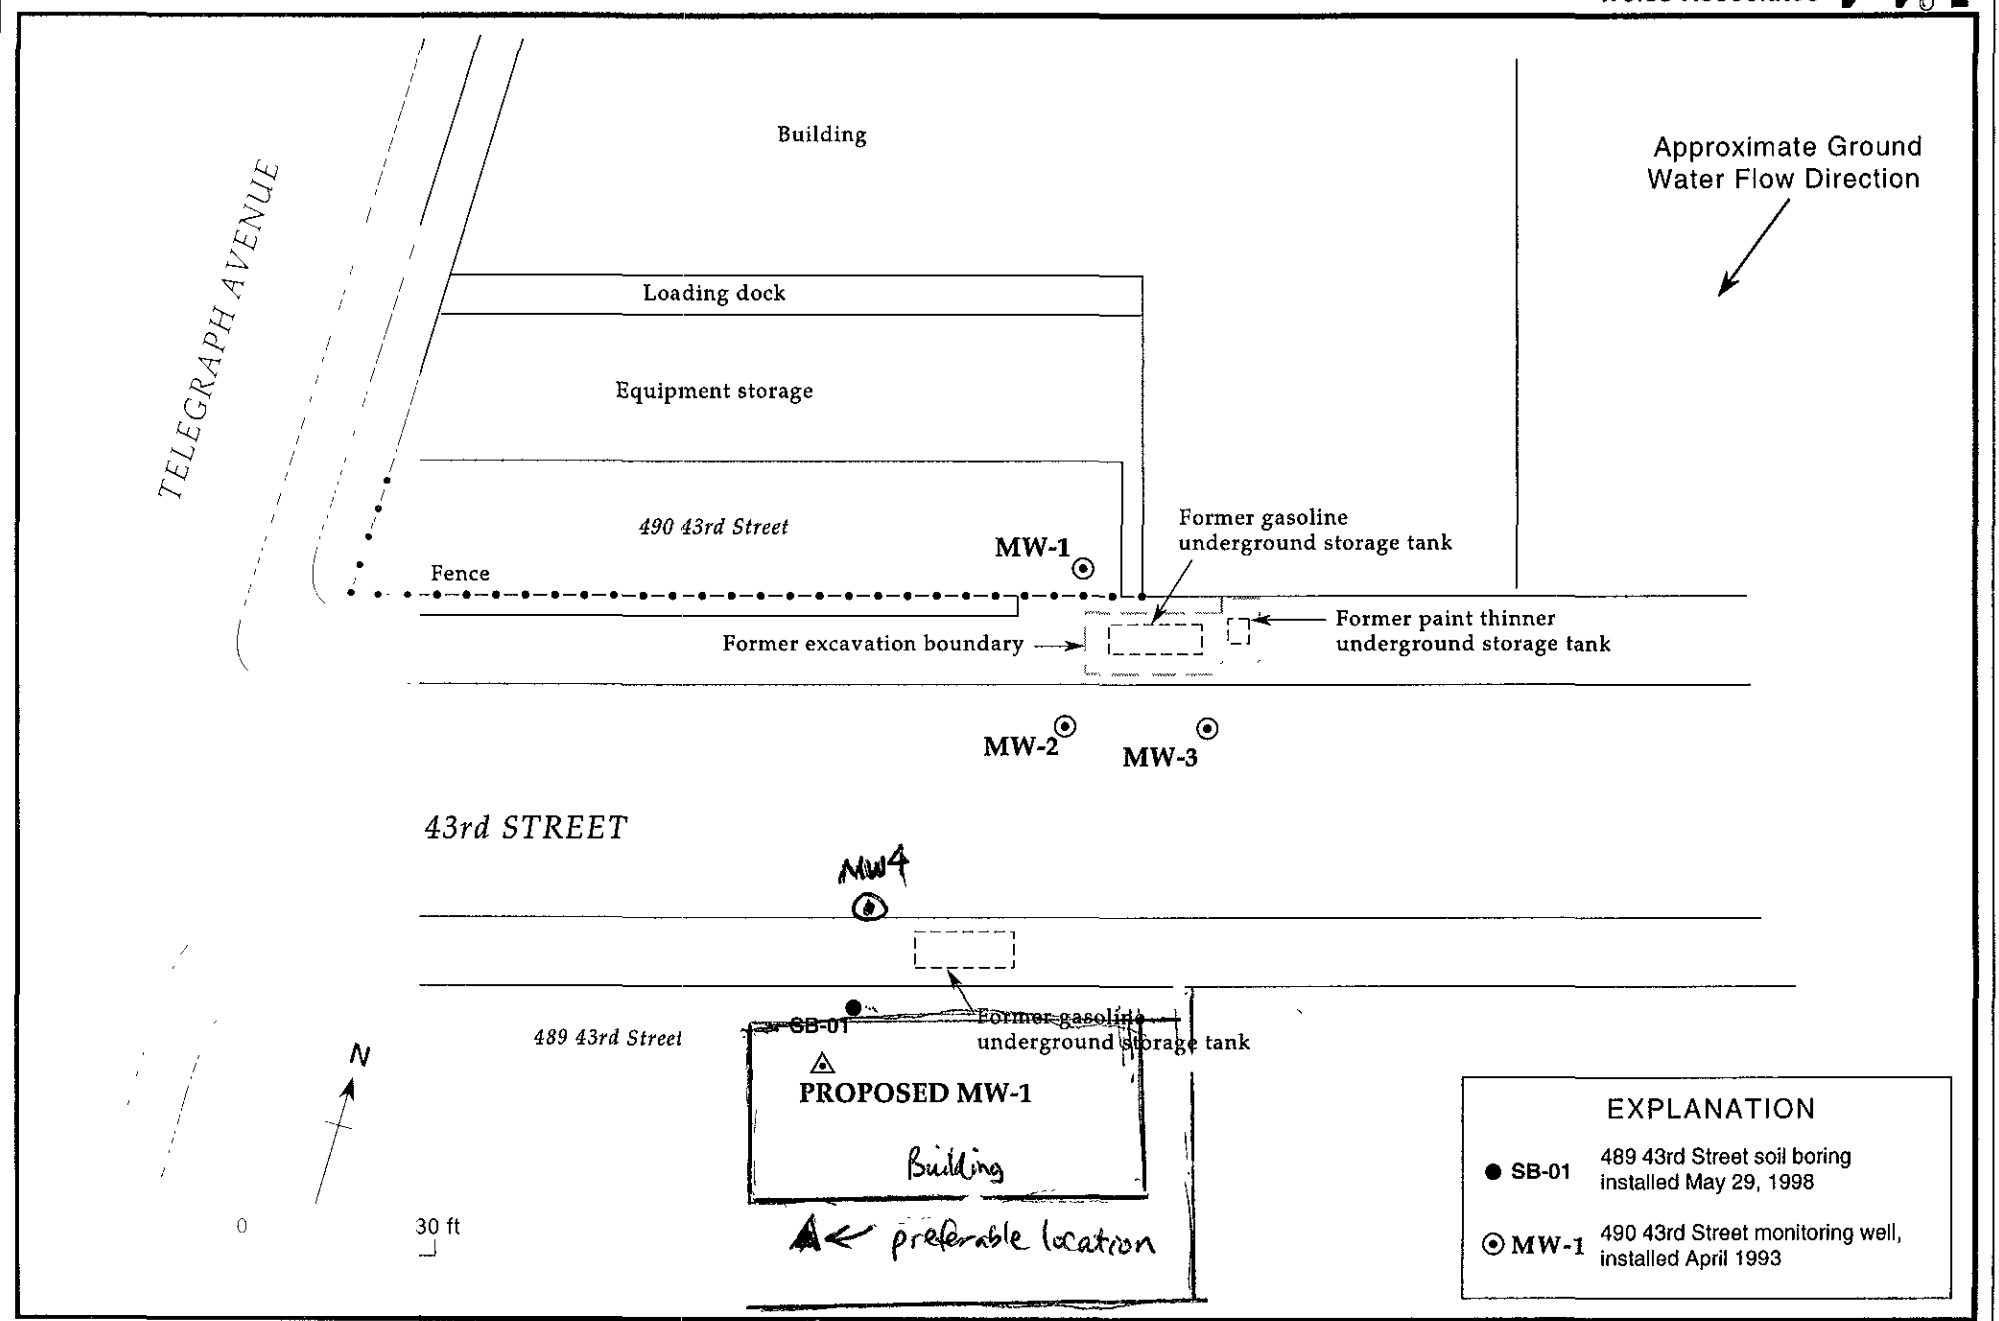 Building
Approximate Ground
Water Flow Direction
TELEGRAPH AVENUE
Loading dock
Equipment storage
490 43rd Street
MW-1
Former gasoline
underground storage tank
Fence
Former excavation boundary
Former paint thinner
underground storage tank
MW-2
MW-3
43rd STREET
MW4
SB-01
Former gasoline
underground storage tank
489 43rd Street
N
PROPOSED MW-1
Building
0
30 ft
preferable location
EXPLANATION
SB-01 489 43rd Street soil boring
installed May 29, 1998
MW-1 490 43rd Street monitoring well,
installed April 1993